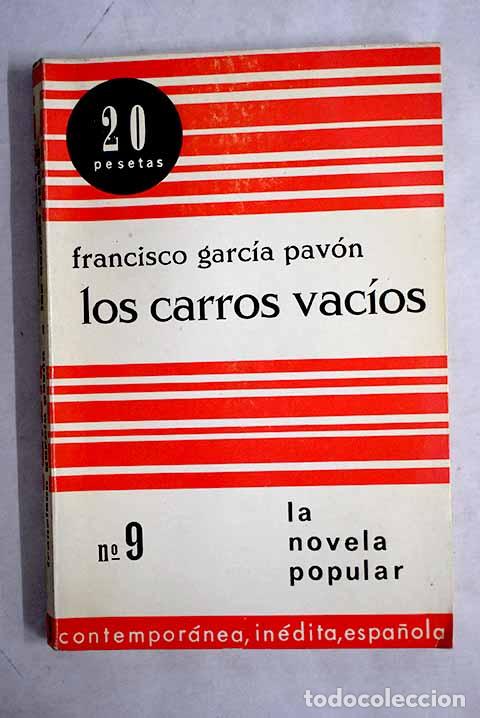 20
pesetas
francisco garcía pavón
los carros vacíos
nº 9
la
novela
popular
contemporánea, inédita, española
todocoleccion